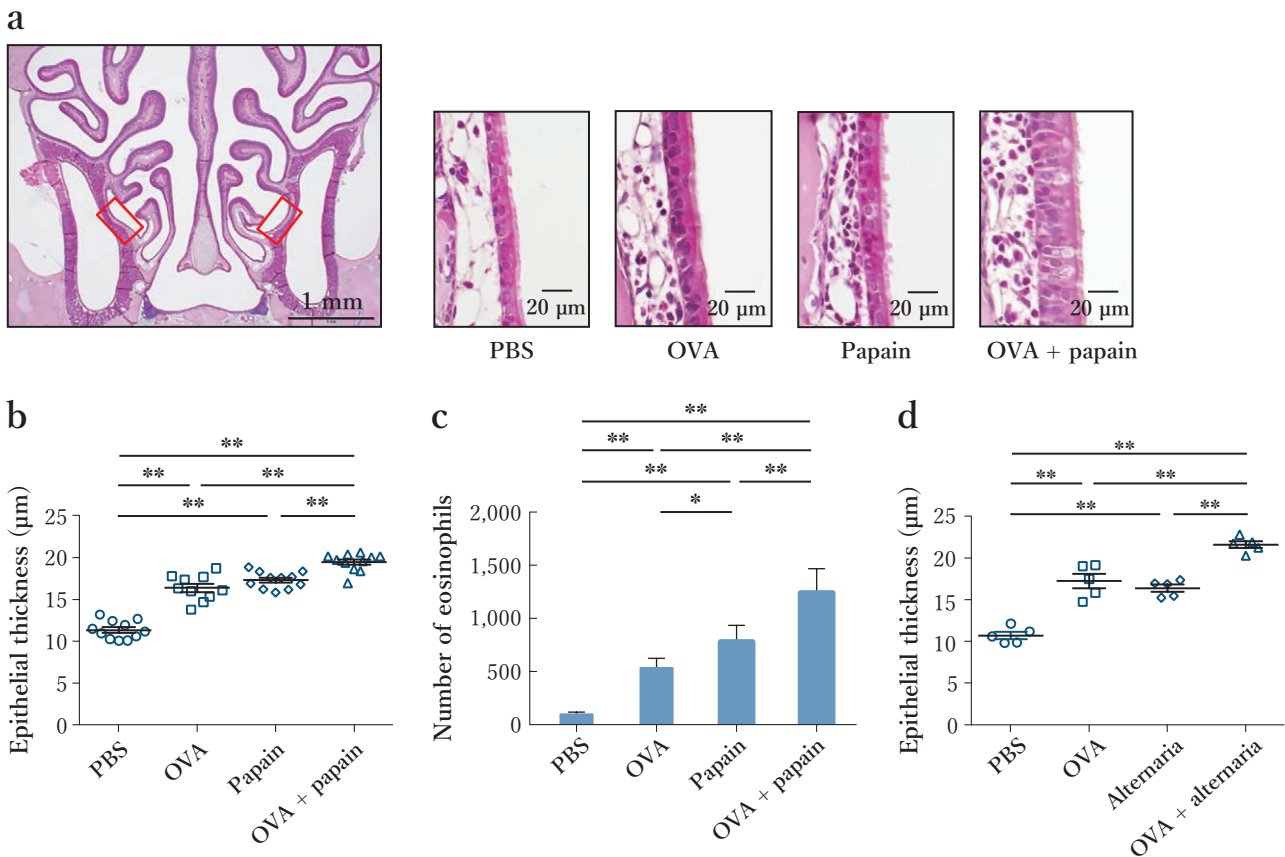 a
1 mm
20 µm
20 µm
20 µm
20 µm
PBS
OVA
Papain
OVA + papain
b
Epithelial thickness (µm)
**
**
**
**
**
25
20
15
10
5
0
PBS
OVA
Papain
OVA + papain
c
Number of eosinophils
**
**
**
**
**
*
2,000
1,500
1,000
500
0
PBS
OVA
Papain
OVA + papain
d
Epithelial thickness (µm)
**
**
**
**
**
25
20
15
10
5
0
PBS
OVA
Alternaria
OVA + alternaria